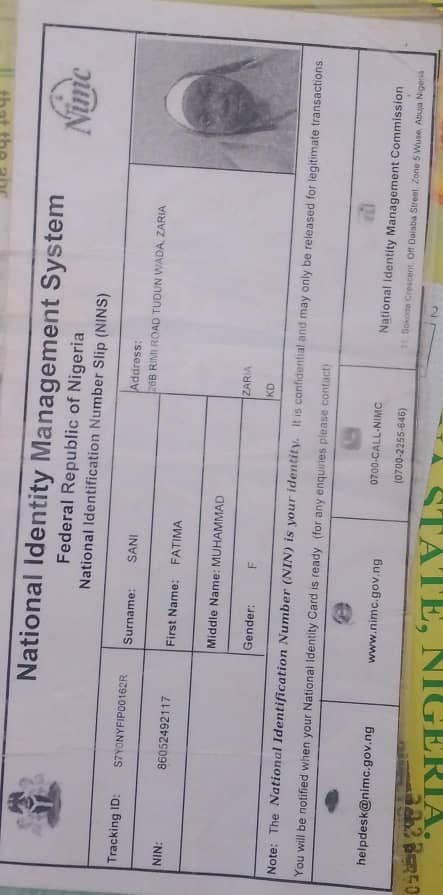 National Identity Management System
Federal Republic of Nigeria
National Identification Number Slip (NINS)
Nimc
Tracking ID: S7Y0NYFIP00162R
Surname: SANI
Address:
26B RIMI ROAD TUDUN WADA, ZARIA
NIN: 86052492117
First Name: FATIMA
Middle Name: MUHAMMAD
Gender: F
ZARIA
KD
Note: The National Identification Number (NIN) is your identity. It is confidential and may only be released for legitimate transactions.
You will be notified when your National Identity Card is ready (for any enquiries please contact)
helpdesk@nimc.gov.ng
www.nimc.gov.ng
0700-CALL-NIMC
(0700-2255-646)
National Identity Management Commission
11, Sokode Crescent, Off Dalaba Street, Zone 5 Wuse, Abuja Nigeria
STATE, NIGERIA.
that the